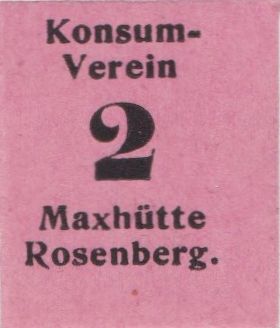 Konsum-
Verein
2
Maxhütte
Rosenberg.